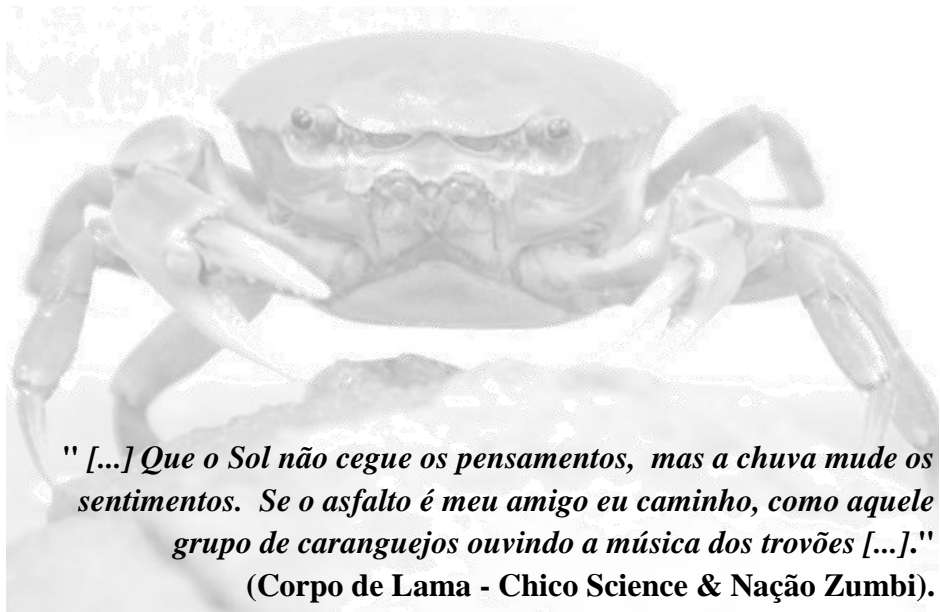 " [...] Que o Sol não cegue os pensamentos, mas a chuva mude os
sentimentos. Se o asfalto é meu amigo eu caminho, como aquele
grupo de caranguejos ouvindo a música dos trovões [...]."
(Corpo de Lama - Chico Science & Nação Zumbi).